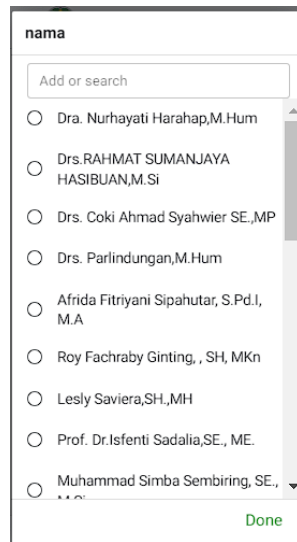 nama
Add or search
Dra. Nurhayati Harahap,M.Hum
Drs.RAHMAT SUMANJAYA
HASIBUAN,M.Si
Drs. Coki Ahmad Syahwier SE.,MP
Drs. Parlindungan,M.Hum
Afrida Fitriyani Sipahutar, S.Pd.I,
M.A
Roy Fachraby Ginting, , SH, MKn
Lesly Saviera,SH.,MH
Prof. Dr.Isfenti Sadalia,SE., ME.
Muhammad Simba Sembiring, SE.,
Done